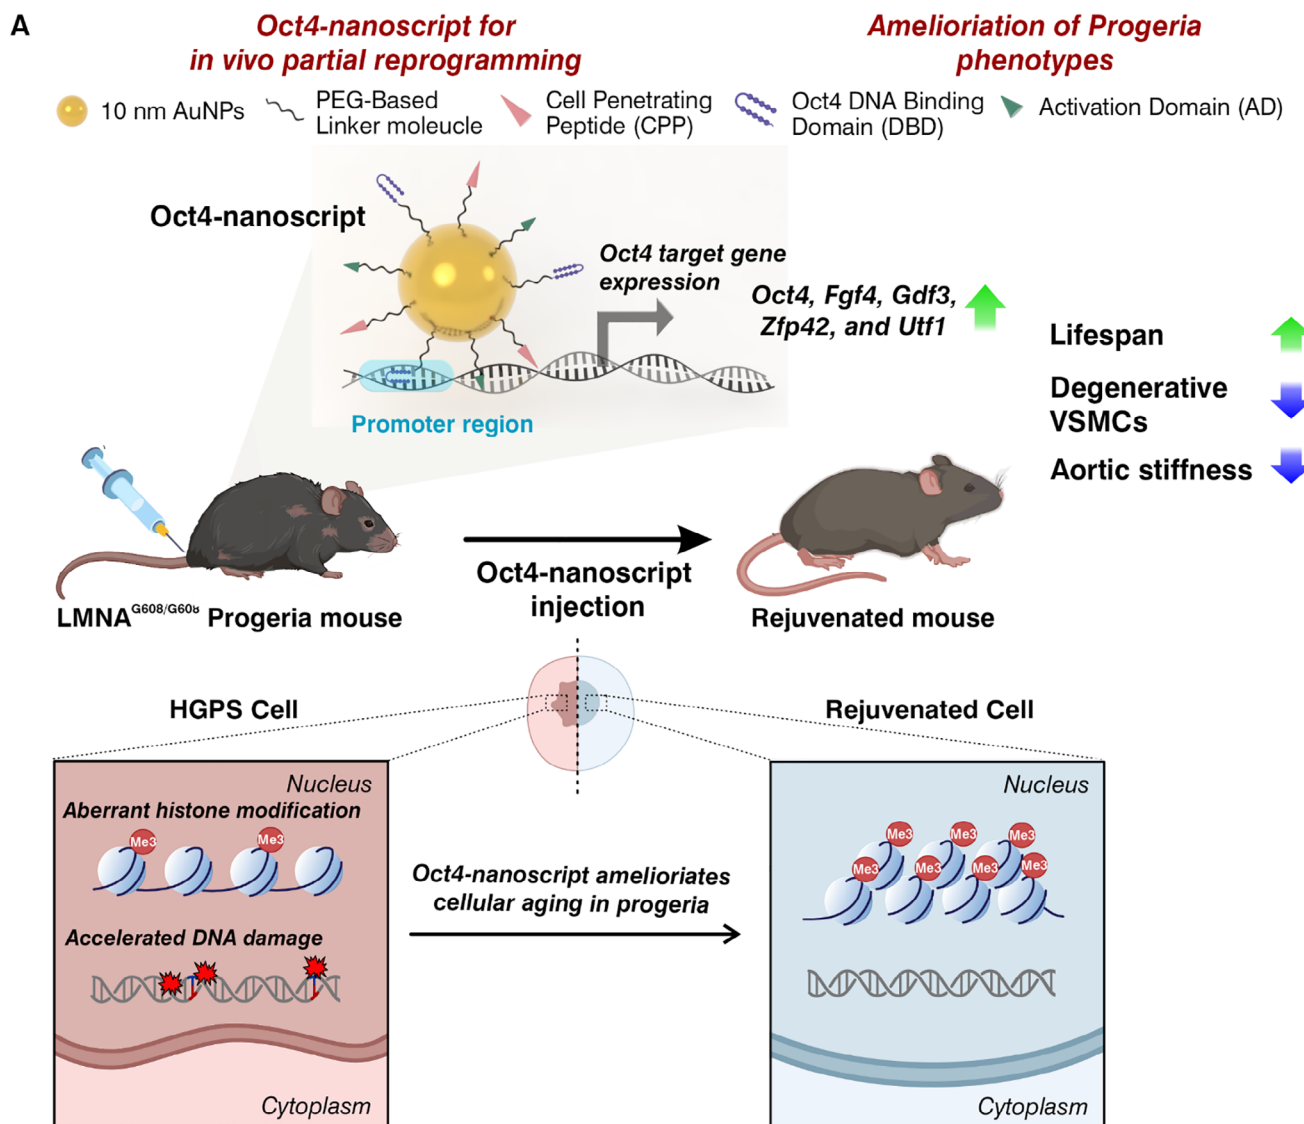 A
Oct4-nanoscript for
in vivo partial reprogramming
Amelioration of Progeria
phenotypes
10 nm AuNPs
PEG-Based
Linker moleucle
Cell Penetrating
Peptide (CPP)
Oct4 DNA Binding
Domain (DBD)
Activation Domain (AD)
Oct4-nanoscript
Oct4 target gene
expression
Promoter region
Oct4, Fgf4, Gdf3,
Zfp42, and Utf1
Lifespan
Degenerative
VSMCs
Aortic stiffness
LMNA G608/G608 Progeria mouse
Oct4-nanoscript
injection
Rejuvenated mouse
HGPS Cell
Rejuvenated Cell
Nucleus
Aberrant histone modification
Me3
Me3
Accelerated DNA damage
Cytoplasm
Oct4-nanoscript amelioriates
cellular aging in progeria
Nucleus
Me3 Me3 Me3
Me3 Me3 Me3 Me3
Cytoplasm